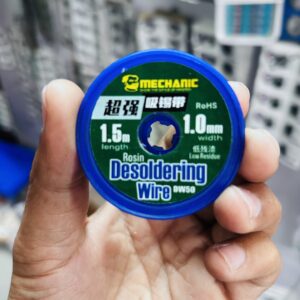 MECHANIC
超强 吸锡带
RoHS
1.5m 1.0mm
length width
Rosin
Desoldering
Wire DW50
低残渣
Low Residue